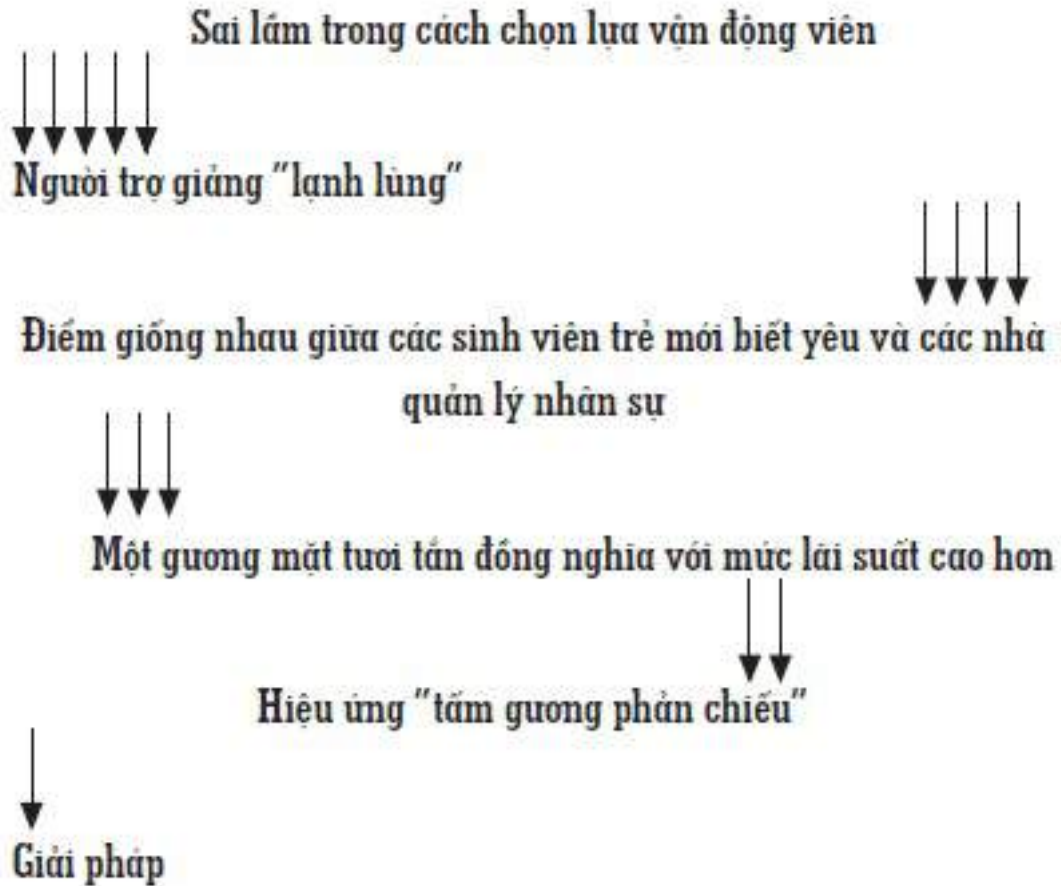 Sai lầm trong cách chọn lựa vận động viên
Người trợ giảng "lạnh lùng"
Điểm giống nhau giữa các sinh viên trẻ mới biết yêu và các nhà
quản lý nhân sự
Một gương mặt tươi tắn đồng nghĩa với mức lãi suất cao hơn
Hiệu ứng "tấm gương phản chiếu"
Giải pháp